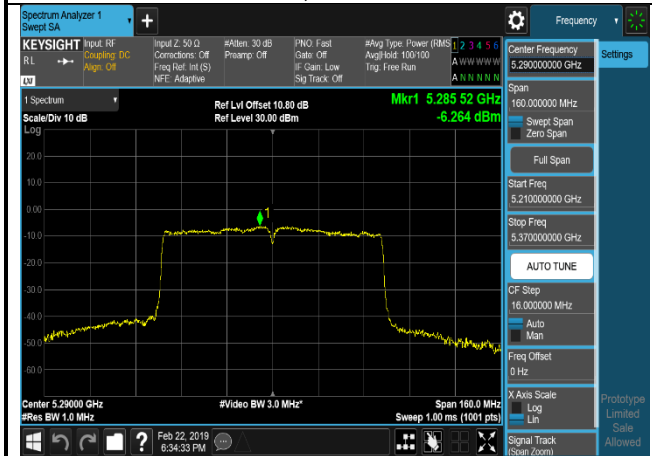 Spectrum Analyzer 1
Swept SA
+
Frequency
KEYSIGHT
RL
LXI
Input: RF
Coupling: DC
Align: Off
Input Z: 50 Ω
Corrections: Off
Freq Ref: Int (S)
NFE: Adaptive
#Atten: 30 dB
Preamp: Off
PNO: Fast
Gate: Off
IF Gain: Low
Sig Track: Off
#Avg Type: Power (RMS
Avg|Hold: 100/100
Trig: Free Run
1 2 3 4 5 6
A W W W W W
A N N N N N
1 Spectrum
Scale/Div 10 dB
Log
Ref Lvl Offset 10.80 dB
Ref Level 30.00 dBm
Mkr1 5.285 52 GHz
-6.264 dBm
20.0
10.0
0.00
-10.0
-20.0
-30.0
-40.0
-50.0
-60.0
1
Center 5.29000 GHz
#Res BW 1.0 MHz
#Video BW 3.0 MHz*
Span 160.0 MHz
Sweep 1.00 ms (1001 pts)
Feb 22, 2019
6:34:33 PM
?
Center Frequency
5.290000000 GHz
Span
160.000000 MHz
Swept Span
Zero Span
Full Span
Start Freq
5.210000000 GHz
Stop Freq
5.370000000 GHz
AUTO TUNE
CF Step
16.000000 MHz
Auto
Man
Freq Offset
0 Hz
X Axis Scale
Log
Lin
Signal Track
(Span Zoom)
Settings
Prototype
Limited
Sale
Allowed